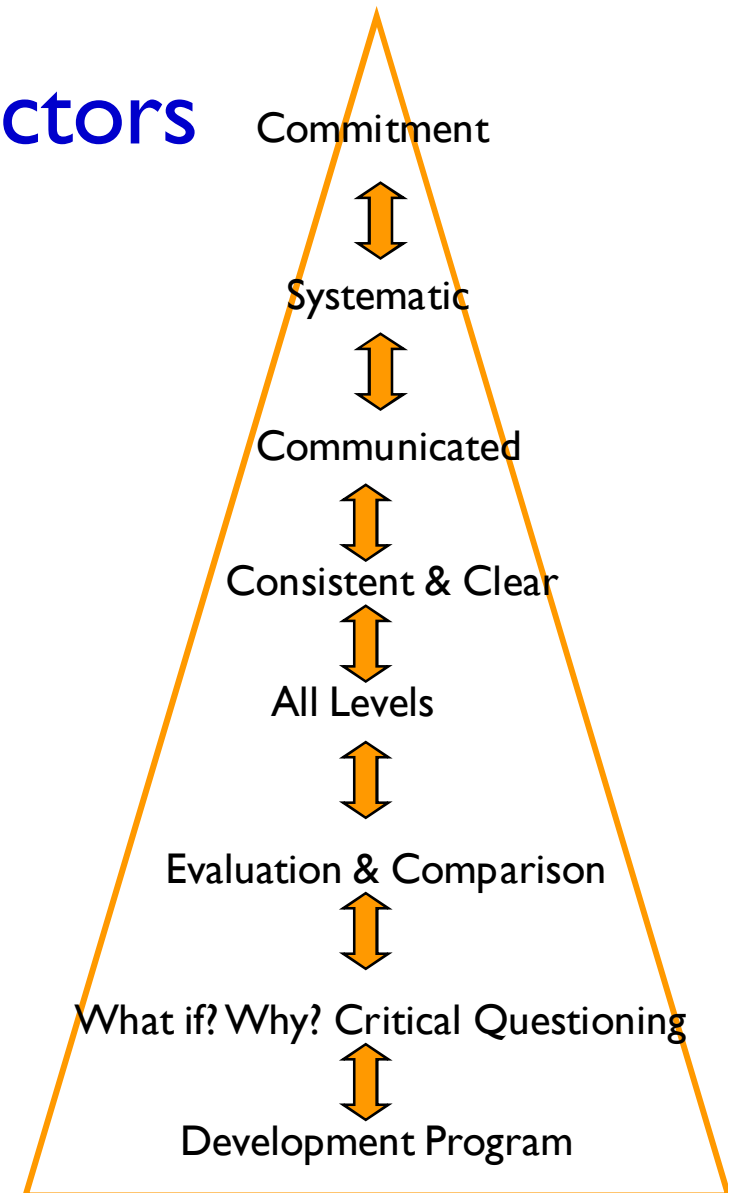 ctors
Commitment
Systematic
Communicated
Consistent & Clear
All Levels
Evaluation & Comparison
What if? Why? Critical Questioning
Development Program